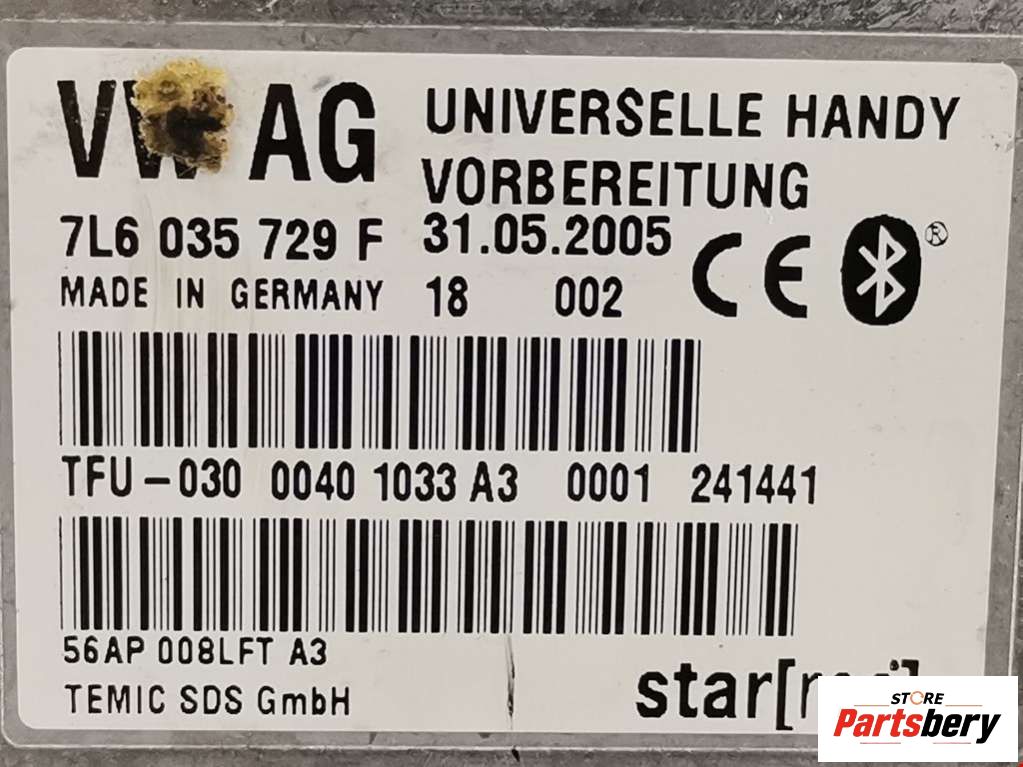 VW AG
UNIVERSELLE HANDY
VORBEREITUNG
7L6 035 729 F
31.05.2005
CE
®
MADE IN GERMANY
18 002
TFU-030 0040 1033 A3 0001 241441
56AP 008LFT A3
TEMIC SDS GmbH
STORE
Partsbery